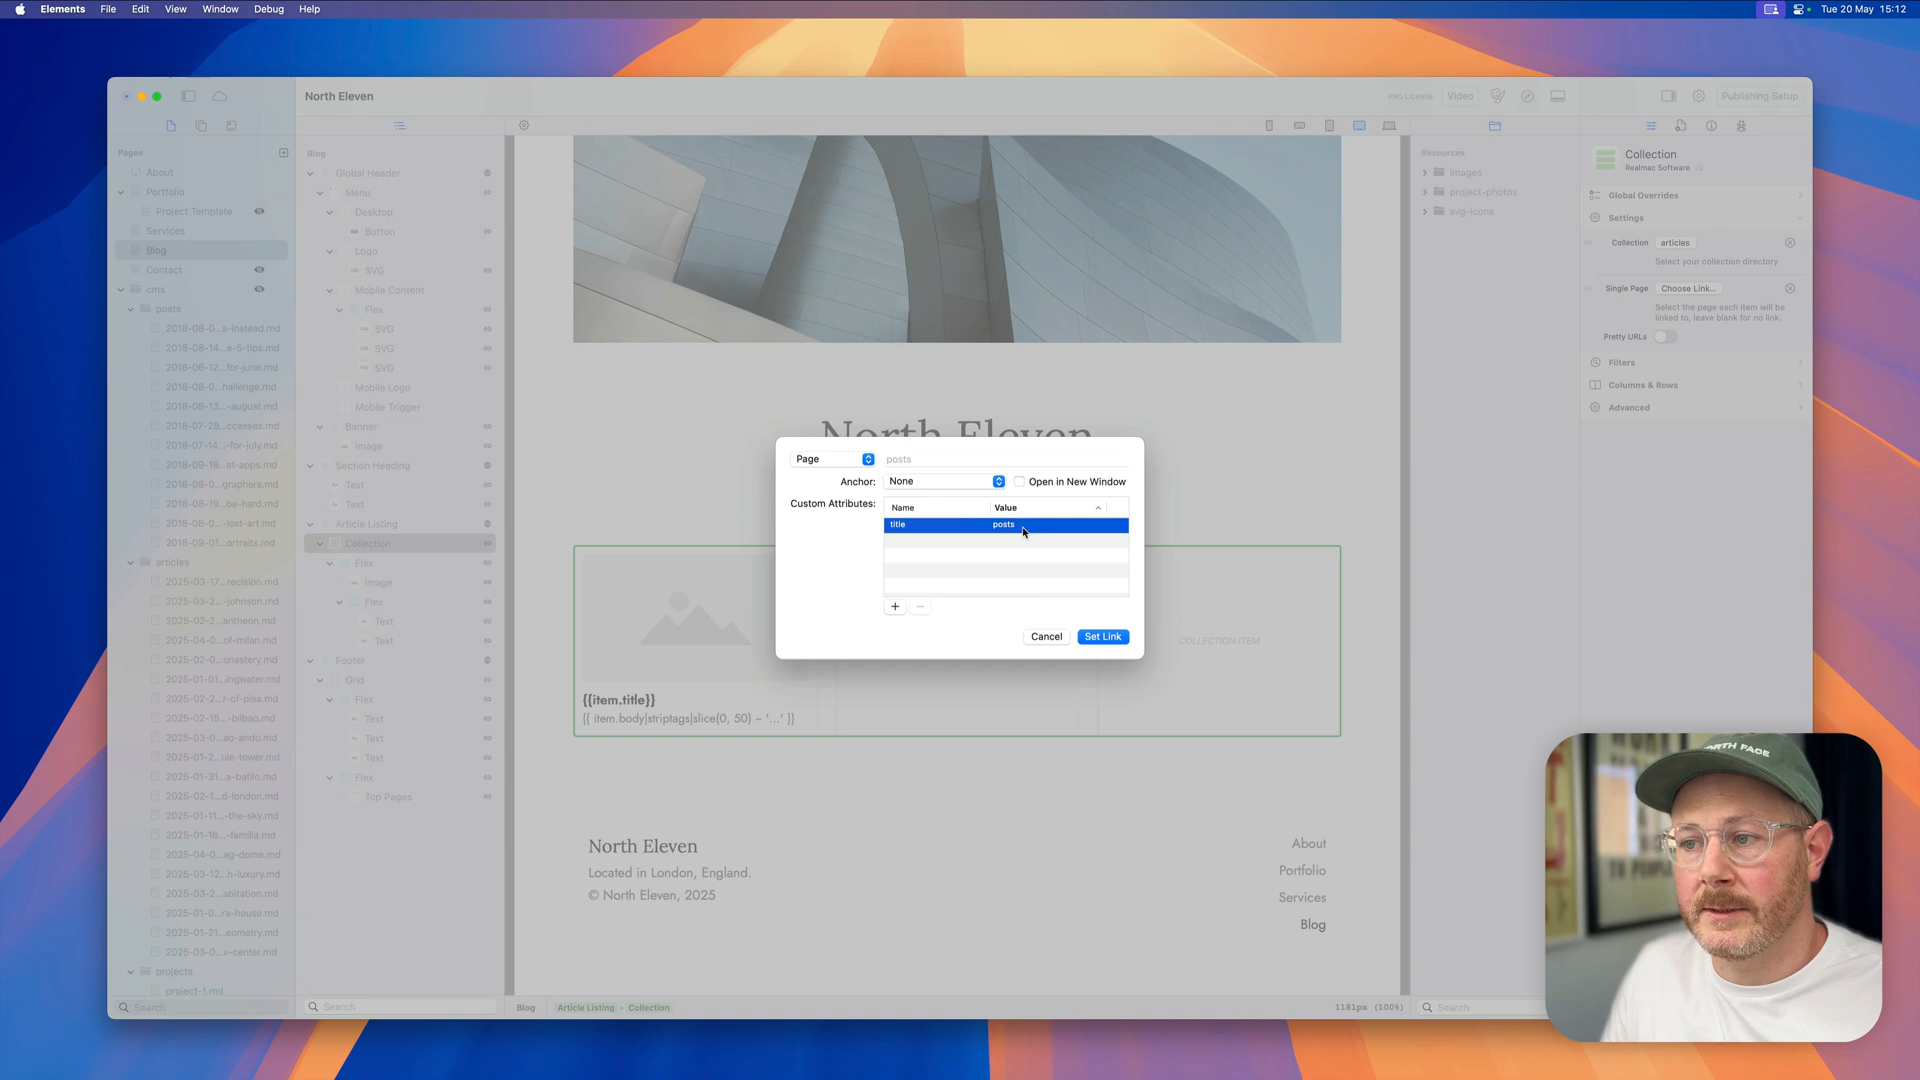 Elements File Edit View Window Debug Help
Tue 20 May 15:12
North Eleven
PRO LICENSE
Video
Publishing Setup
Pages
About
Portfolio
Project Template
Services
Blog
Contact
cms
posts
2018-08-0...s-instead.md
2018-08-14...e-5-tips.md
2018-06-12...for-june.md
2018-08-0...hallenge.md
2018-08-13...-august.md
2018-07-28...ccesses.md
2018-07-14...-for-july.md
2018-09-19...at-apps.md
2018-08-0...graphers.md
2018-08-19...be-hard.md
2018-08-0...-lost-art.md
2018-09-01...ortraits.md
articles
2025-03-17...recision.md
2025-03-2...-johnson.md
2025-02-1...antheon.md
2025-04-0...of-milan.md
2025-02-0...onastery.md
2025-01-01...ingwater.md
2025-02-2...r-of-pisa.md
2025-02-15...-bilbao.md
2025-03-0...ao-ando.md
2025-01-2...ule-tower.md
2025-01-31...a-batllo.md
2025-02-1...d-london.md
2025-01-11...-the-sky.md
2025-01-16...-familia.md
2025-04-0...ag-dome.md
2025-03-12...h-luxury.md
2025-03-2...abitation.md
2025-01-0...ra-house.md
2025-01-21...eometry.md
2025-03-0...v-center.md
projects
project-1.md
Search
Blog
Global Header
Menu
Desktop
Button
Logo
SVG
Mobile Content
Flex
SVG
SVG
SVG
Mobile Logo
Mobile Trigger
Banner
Image
Section Heading
Text
Text
Article Listing
Collection
Flex
Image
Flex
Text
Text
Footer
Grid
Flex
Text
Text
Text
Flex
Top Pages
Search
North Eleven
Page
posts
Anchor: None
Open in New Window
Custom Attributes:
Name Value
title posts
+ −
Cancel Set Link
COLLECTION ITEM
{{item.title}}
{{ item.body|striptags|slice(0, 50) ~ '...' }}
North Eleven
Located in London, England.
© North Eleven, 2025
About
Portfolio
Services
Blog
Blog Article Listing › Collection
1181px (100%)
Resources
images
project-photos
svg-icons
Search
Collection
Realmac Software v2
Global Overrides
Settings
Collection articles
Select your collection directory
Single Page Choose Link...
Select the page each item will be
linked to, leave blank for no link.
Pretty URLs
Filters
Columns & Rows
Advanced
NORTH FACE